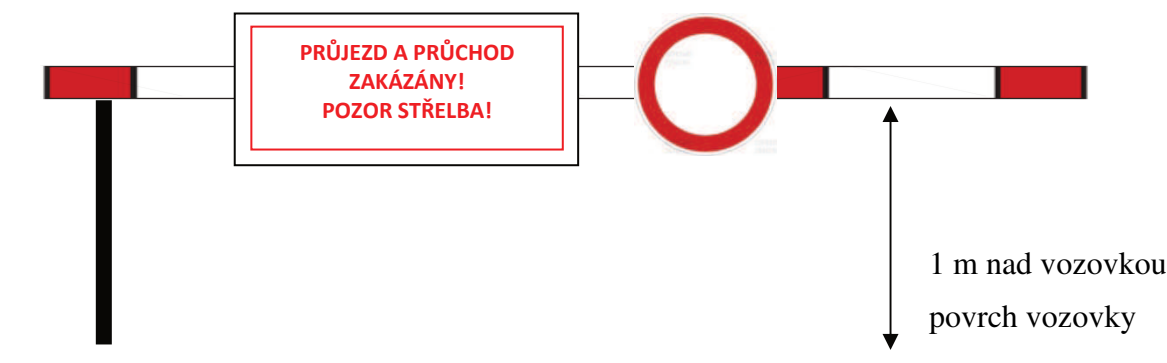 PRŮJEZD A PRŮCHOD
ZAKÁZÁNY!
POZOR STŘELBA!
1 m nad vozovkou
povrch vozovky